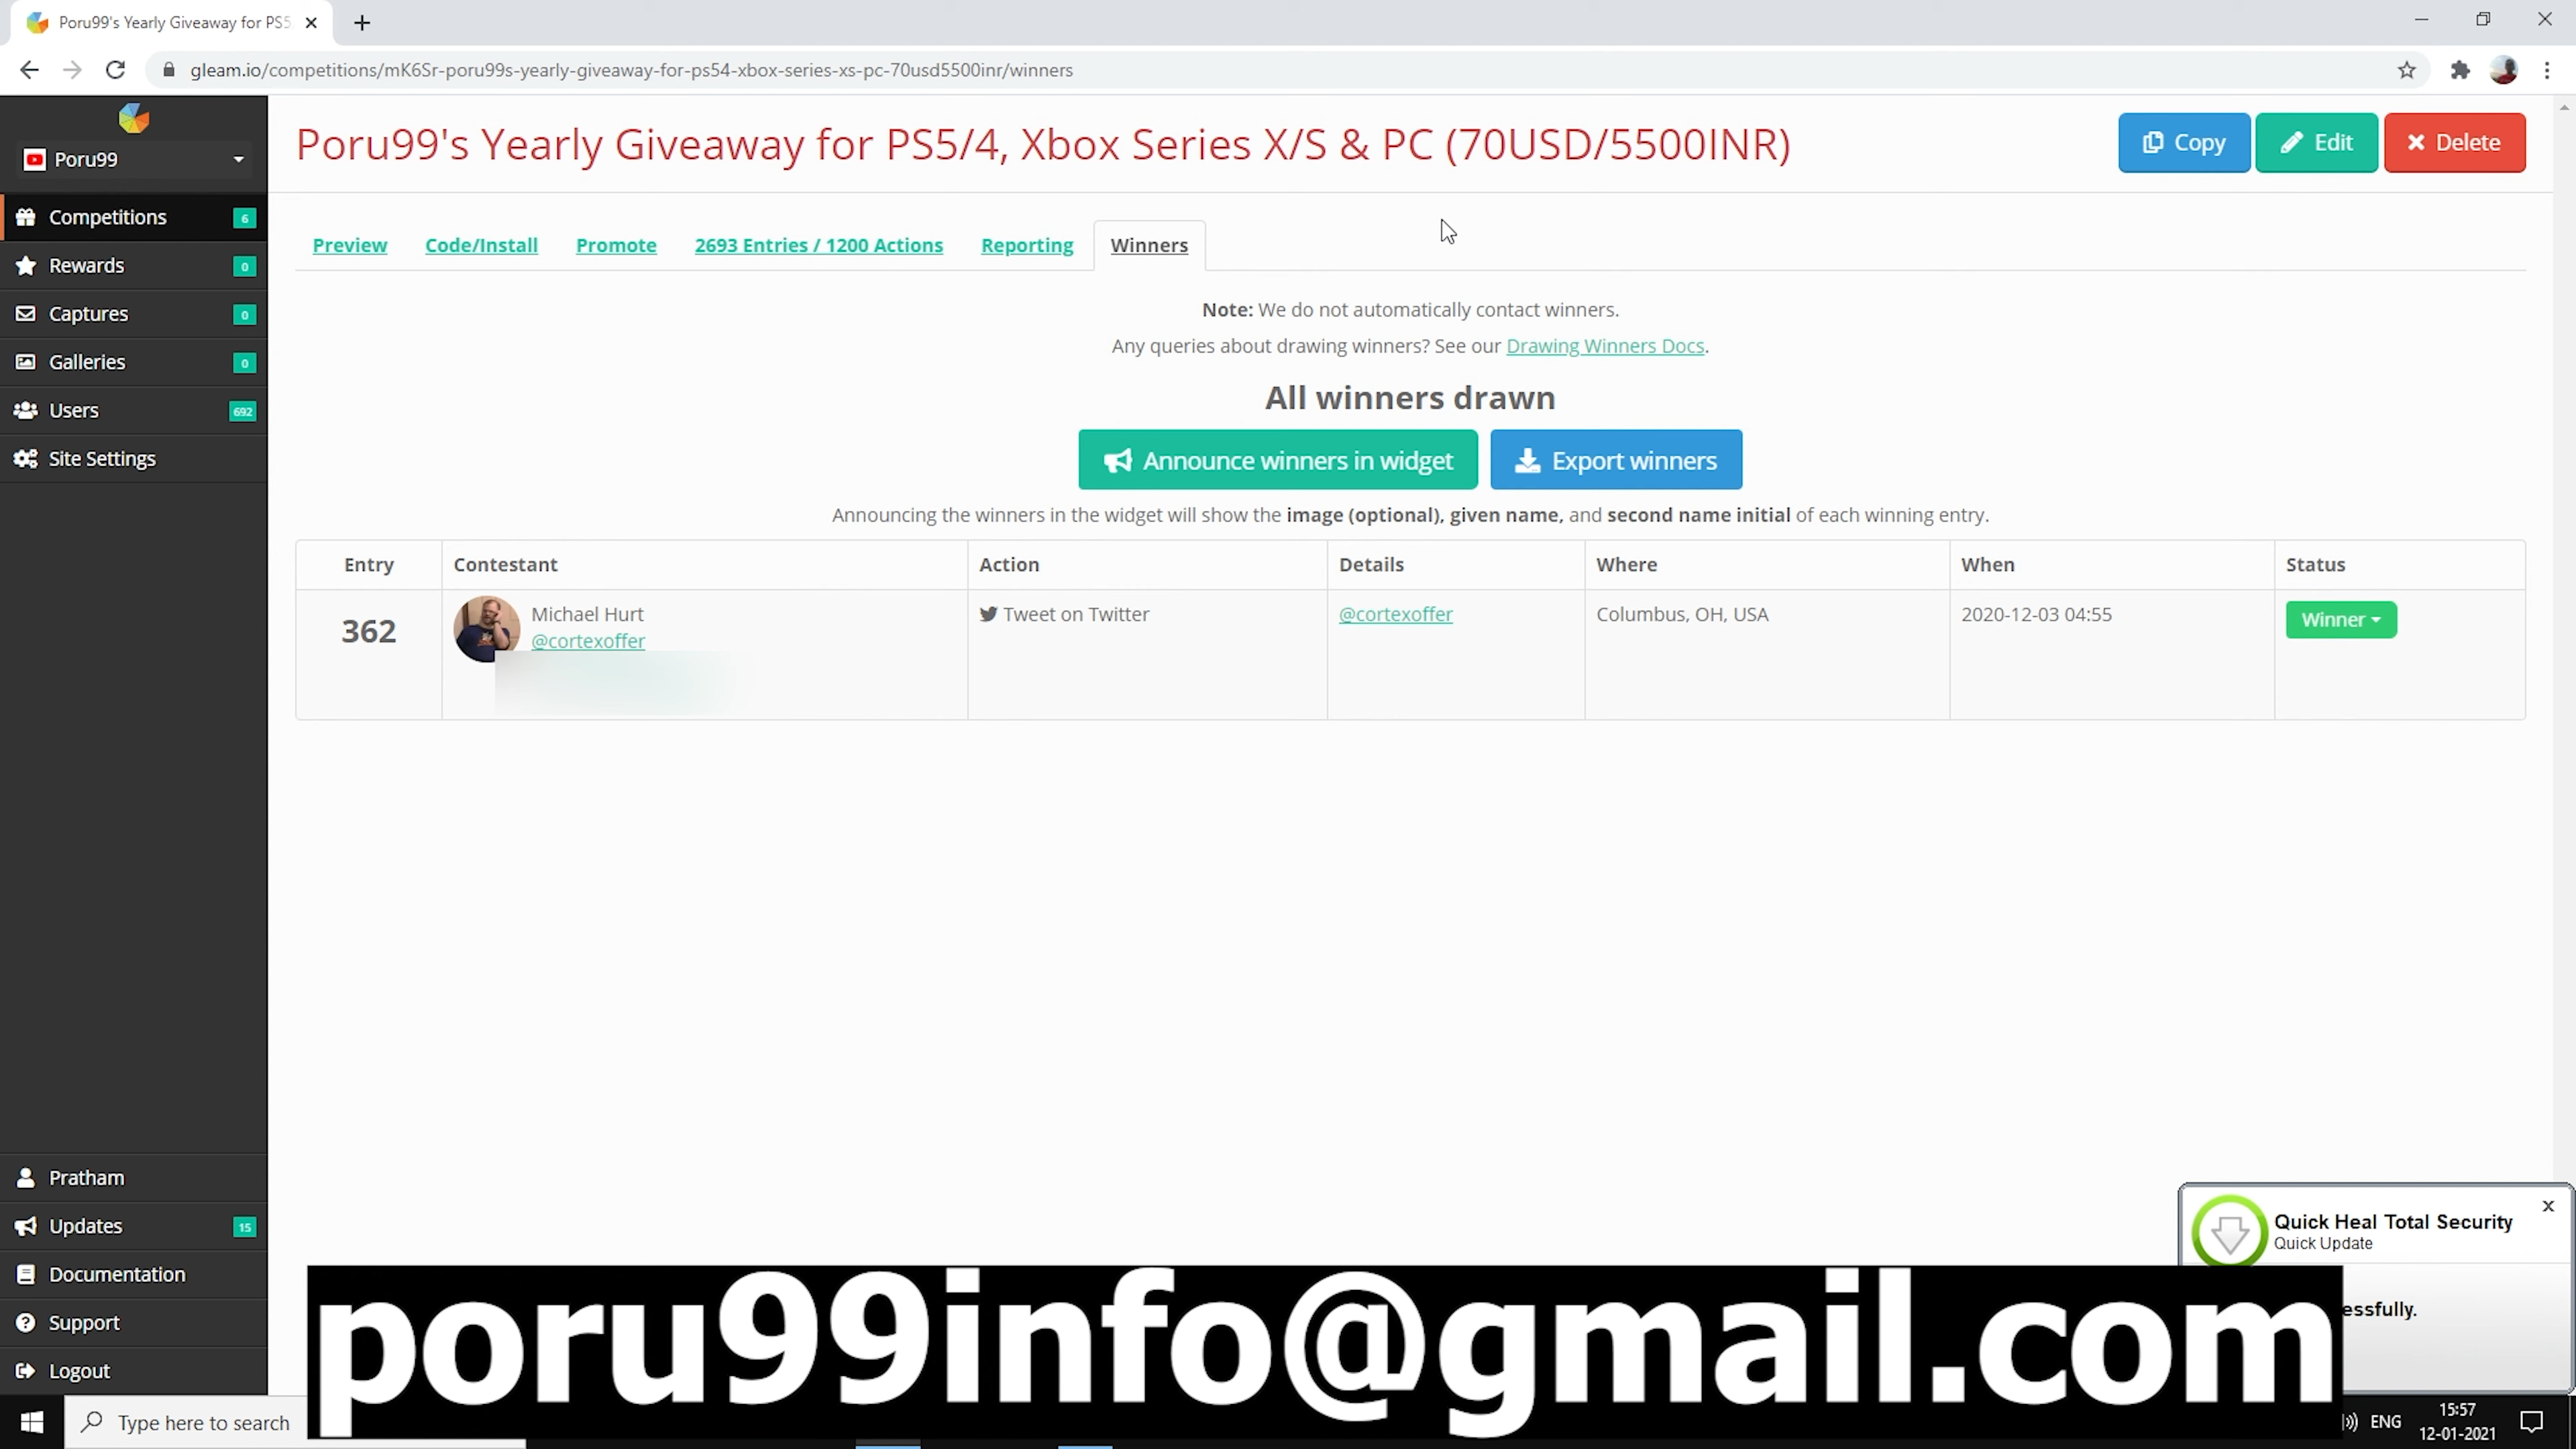 Poru99's Yearly Giveaway for PS5
gleam.io/competitions/mK6Sr-poru99s-yearly-giveaway-for-ps54-xbox-series-xs-pc-70usd5500inr/winners
Poru99
Competitions 6
Rewards 0
Captures 0
Galleries 0
Users 692
Site Settings
Poru99's Yearly Giveaway for PS5/4, Xbox Series X/S & PC (70USD/5500INR)
Copy Edit Delete
Preview Code/Install Promote 2693 Entries / 1200 Actions Reporting Winners
Note: We do not automatically contact winners.
Any queries about drawing winners? See our Drawing Winners Docs.
All winners drawn
Announce winners in widget Export winners
Announcing the winners in the widget will show the image (optional), given name, and second name initial of each winning entry.
Entry Contestant Action Details Where When Status
362 Michael Hurt Tweet on Twitter @cortexoffer Columbus, OH, USA 2020-12-03 04:55 Winner
@cortexoffer
Pratham
Updates 15
Documentation
Support
Logout
Quick Heal Total Security
Quick Update
essfully.
poru99info@gmail.com
Type here to search
ENG
15:57
12-01-2021